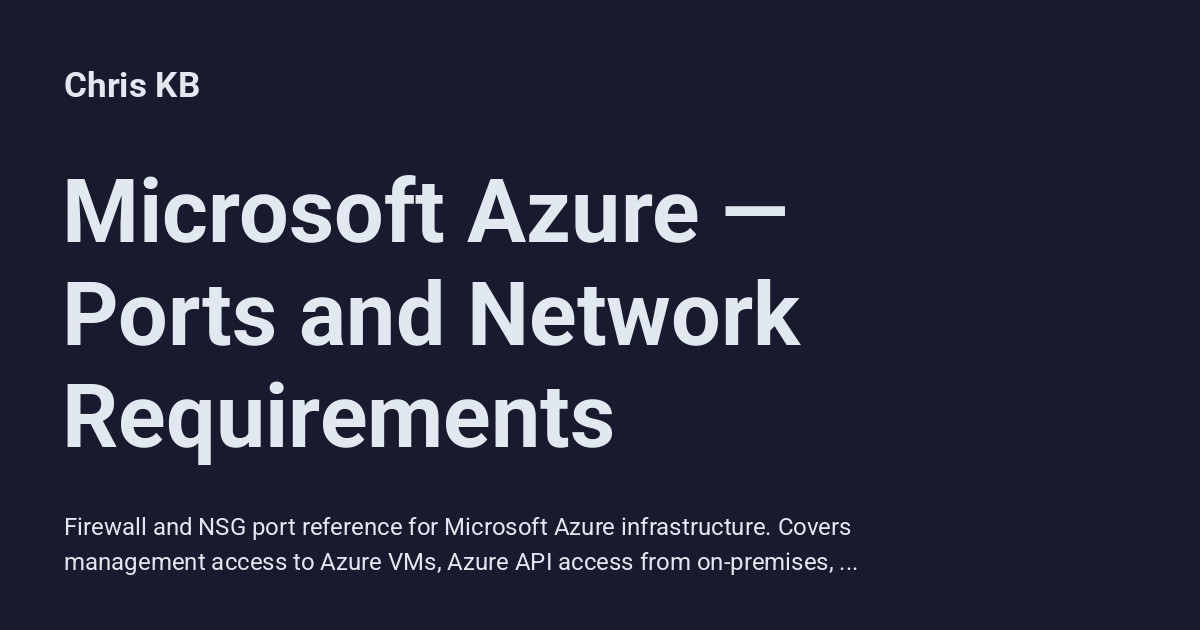 Chris KB
Microsoft Azure —
Ports and Network
Requirements
Firewall and NSG port reference for Microsoft Azure infrastructure. Covers
management access to Azure VMs, Azure API access from on-premises, ...